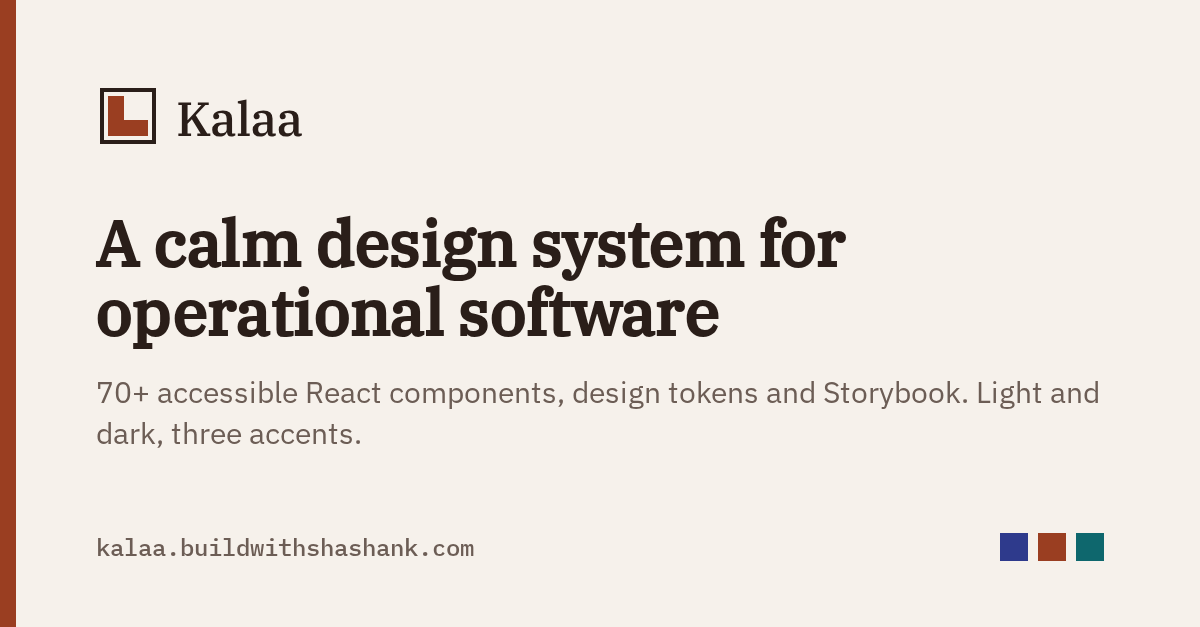 Kalaa
A calm design system for
operational software
70+ accessible React components, design tokens and Storybook. Light and
dark, three accents.
kalaa.buildwithshashank.com